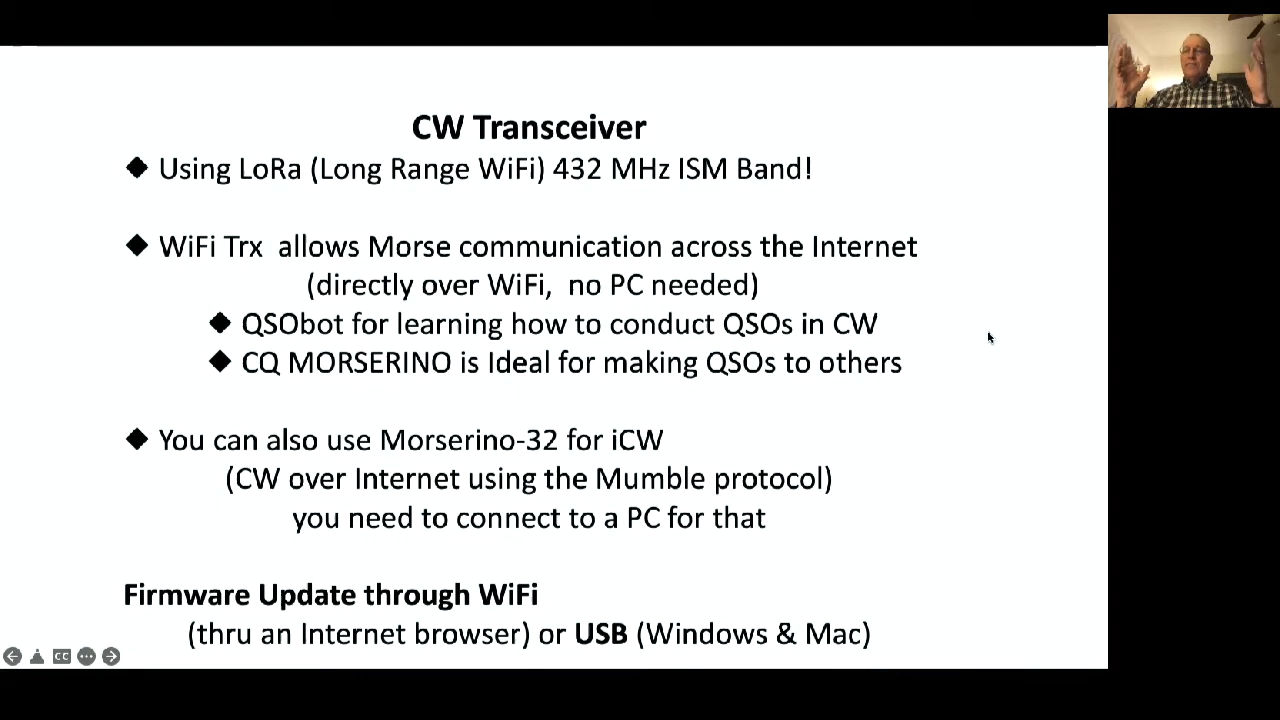 CW Transceiver
◆ Using LoRa (Long Range WiFi) 432 MHz ISM Band!
◆ WiFi Trx allows Morse communication across the Internet
(directly over WiFi, no PC needed)
◆ QSObot for learning how to conduct QSOs in CW
◆ CQ MORSERINO is Ideal for making QSOs to others
◆ You can also use Morserino-32 for iCW
(CW over Internet using the Mumble protocol)
you need to connect to a PC for that
Firmware Update through WiFi
(thru an Internet browser) or USB (Windows & Mac)
CC